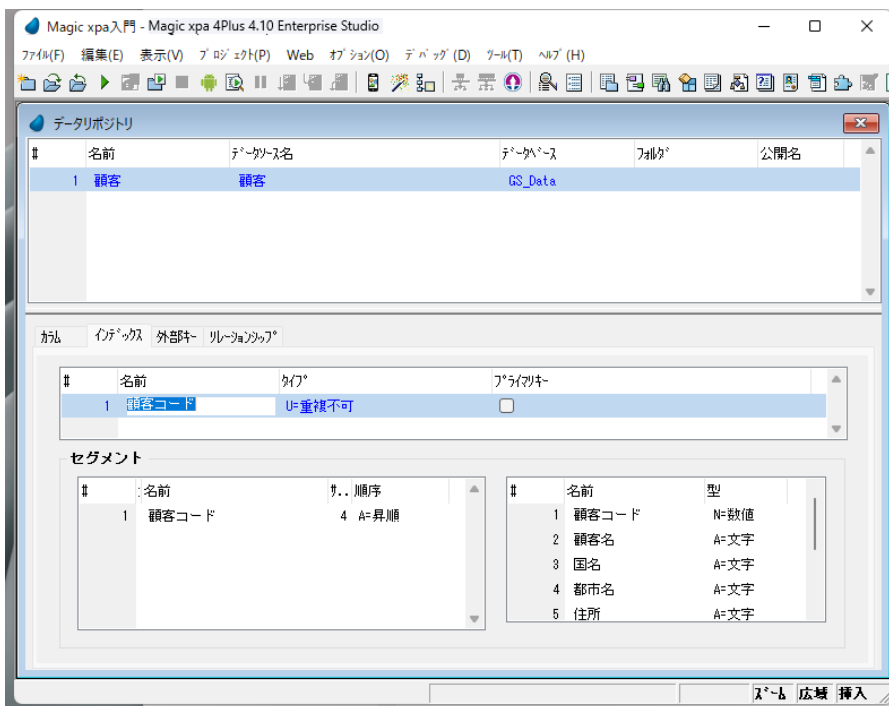 Magic xpa入門 - Magic xpa 4Plus 4.10 Enterprise Studio
ﾌｧｲﾙ(F) 編集(E) 表示(V) ﾌﾟﾛｼﾞｪｸﾄ(P) Web ｵﾌﾟｼｮﾝ(O) ﾃﾞﾊﾞｯｸﾞ(D) ﾂｰﾙ(T) ﾍﾙﾌﾟ(H)
データリポジトリ
# 名前 ﾃﾞｰﾀｿｰｽ名 ﾃﾞｰﾀﾍﾞｰｽ ﾌｫﾙﾀﾞ 公開名
1 顧客 顧客 GS_Data
ｶﾗﾑ ｲﾝﾃﾞｯｸｽ 外部ｷｰ ﾘﾚｰｼｮﾝｼｯﾌﾟ
# 名前 ﾀｲﾌﾟ ﾌﾟﾗｲﾏﾘｷｰ
1 顧客コード U=重複不可
セグメント
# :名前 ｻ.. 順序
1 顧客コード 4 A=昇順
# 名前 型
1 顧客コード N=数値
2 顧客名 A=文字
3 国名 A=文字
4 都市名 A=文字
5 住所 A=文字
ｽﾞｰﾑ 広域 挿入